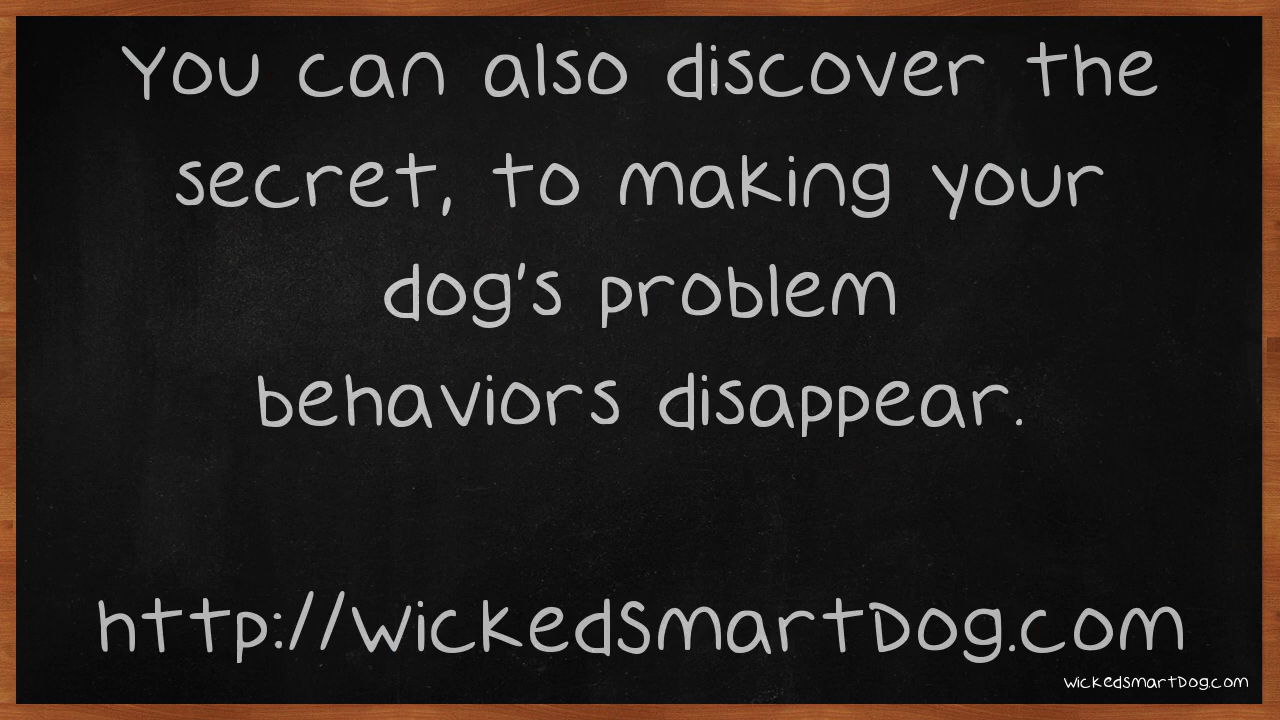 You can also discover the
secret, to making your
dog's problem
behaviors disappear.
http://WickedSmartDog.com
WickedSmartDog.com